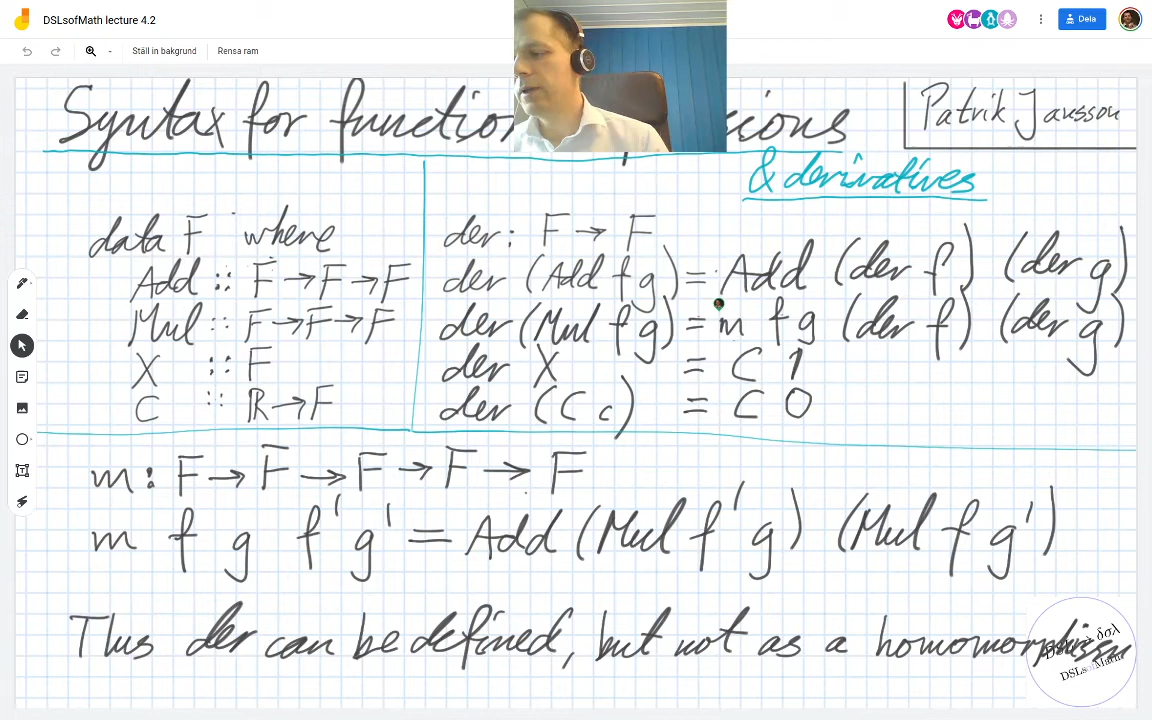 DSLsofMath lecture 4.2
Dela
Ställ in bakgrund Rensa ram
Syntax for function
Patrik Jansson
& derivatives
data F where
Add :: F → F → F
Mul :: F → F → F
X :: F
C :: ℝ → F
der : F → F
der (Add f g) = Add (der f) (der g)
der (Mul f g) = m f g (der f) (der g)
der X = C 1
der (C c) = C 0
m : F → F → F → F → F
m f g f' g' = Add (Mul f' g) (Mul f g')
Thus der can be defined, but not as a homomorphism
DSLsofMath